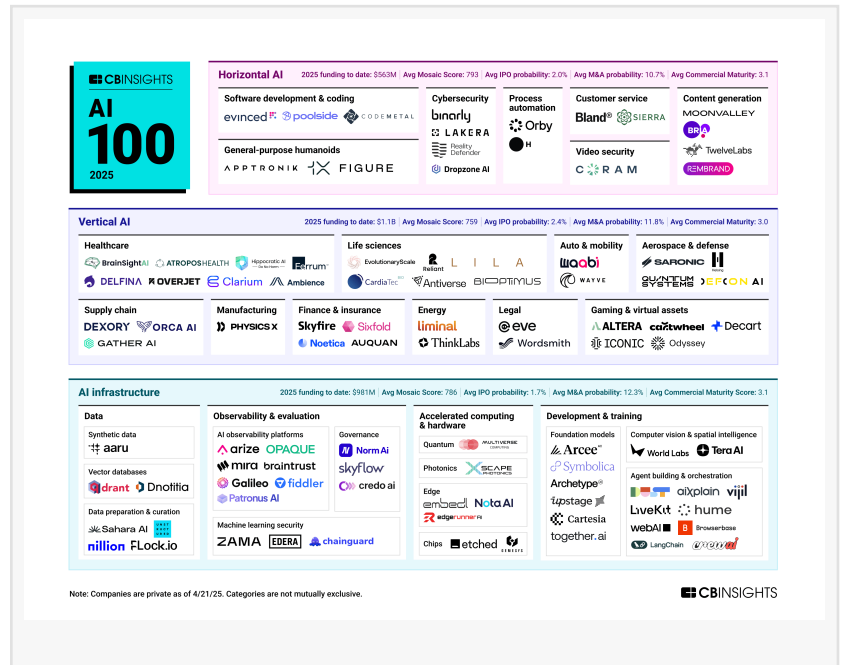 CBINSIGHTS
AI
100
2025
Horizontal AI
2025 funding to date: $563M | Avg Mosaic Score: 793 | Avg IPO probability: 2.0% | Avg M&A probability: 10.7% | Avg Commercial Maturity: 3.1
Software development & coding
evinced poolside CODEMETAL
General-purpose humanoids
APPTRONIK 1X FIGURE
Cybersecurity
binarly
LAKERA
Reality
Defender
Dropzone AI
Process
automation
Orby
H
Customer service
Bland® SIERRA
Video security
CORAM
Content generation
MOONVALLEY
BRIA
TwelveLabs
REMBRAND
Vertical AI
2025 funding to date: $1.1B | Avg Mosaic Score: 759 | Avg IPO probability: 2.4% | Avg M&A probability: 11.8% | Avg Commercial Maturity: 3.0
Healthcare
BrainSightAI ATROPOSHEALTH Hippocratic AI Ferrum
DELFINA OVERJET Clarium Ambience
Life sciences
EvolutionaryScale Reliant LILA
CardiaTec Antiverse BIOPTIMUS
Auto & mobility
waabi
WAYVE
Aerospace & defense
SARONIC Helsing
QUANTUM
SYSTEMS
DEFCON AI
Supply chain
DEXORY ORCA AI
GATHER AI
Manufacturing
PHYSICS X
Finance & insurance
Skyfire Sixfold
Noetica AUQUAN
Energy
liminal
ThinkLabs
Legal
eve
Wordsmith
Gaming & virtual assets
ALTERA cartwheel Decart
ICONIC Odyssey
AI infrastructure
2025 funding to date: $981M | Avg Mosaic Score: 786 | Avg IPO probability: 1.7% | Avg M&A probability: 12.3% | Avg Commercial Maturity Score: 3.1
Data
Synthetic data
aaru
Vector databases
qdrant Dnotitia
Data preparation & curation
Sahara AI
nillion FLock.io
Observability & evaluation
AI observability platforms
arize OPAQUE
mira braintrust
Galileo fiddler
Patronus AI
Governance
Norm Ai
skyflow
credo ai
Machine learning security
ZAMA EDERA chainguard
Accelerated computing
& hardware
Quantum MULTIVERSE
COMPUTING
Photonics XSCAPE
PHOTONICS
Edge
embedl Nota AI
edgerunner AI
Chips etched
Development & training
Foundation models
Arcee
Symbolica
Archetype
upstage
Cartesia
together.ai
Computer vision & spatial intelligence
World Labs Tera AI
Agent building & orchestration
aixplain vijil
LiveKit hume
webAI B Browserbase
LangChain crewai
Note: Companies are private as of 4/21/25. Categories are not mutually exclusive.
CBINSIGHTS